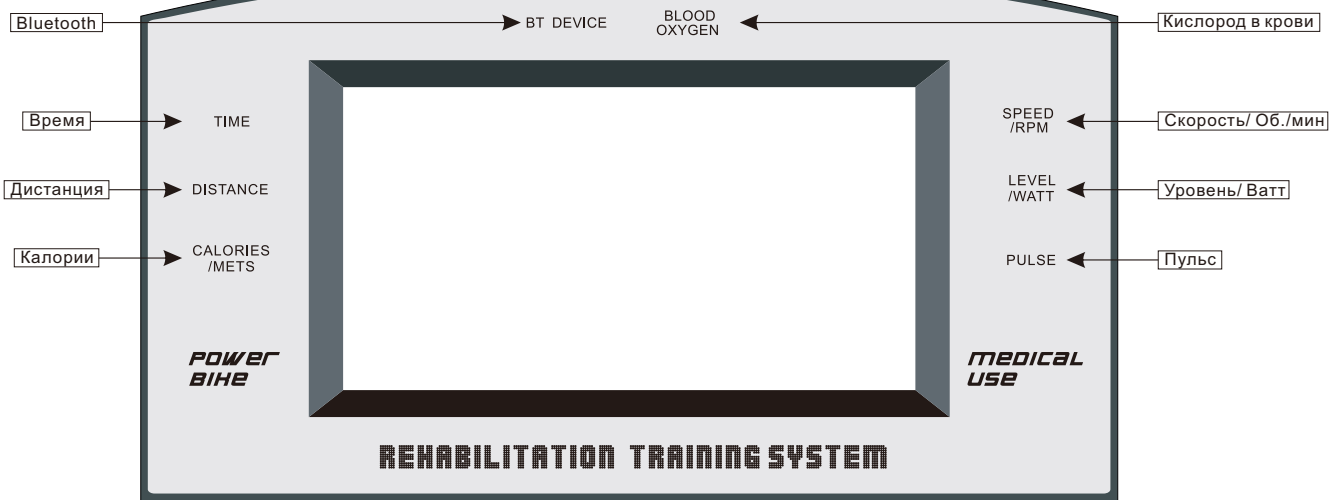 Bluetooth
BT DEVICE
BLOOD
OXYGEN
Кислород в крови
Время
TIME
SPEED
/RPM
Скорость/ Об./мин
Дистанция
DISTANCE
LEVEL
/WATT
Уровень/ Ватт
Калории
CALORIES
/METS
PULSE
Пульс
POWER
BIKE
MEDICAL
USE
REHABILITATION TRAINING SYSTEM